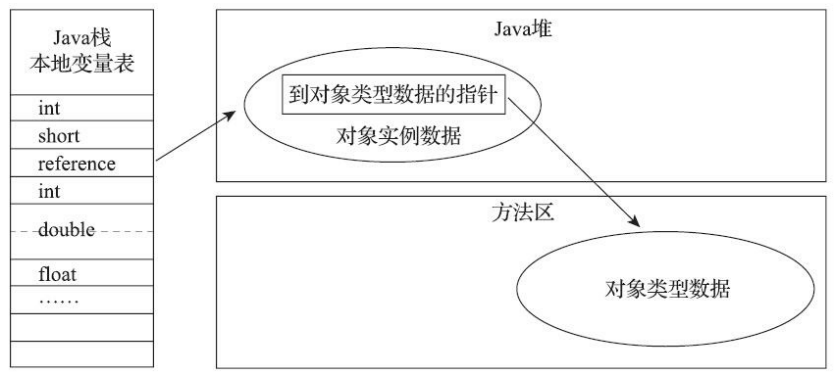 Java栈
本地变量表
int
short
reference
int
double
float
……
Java堆
到对象类型数据的指针
对象实例数据
方法区
对象类型数据